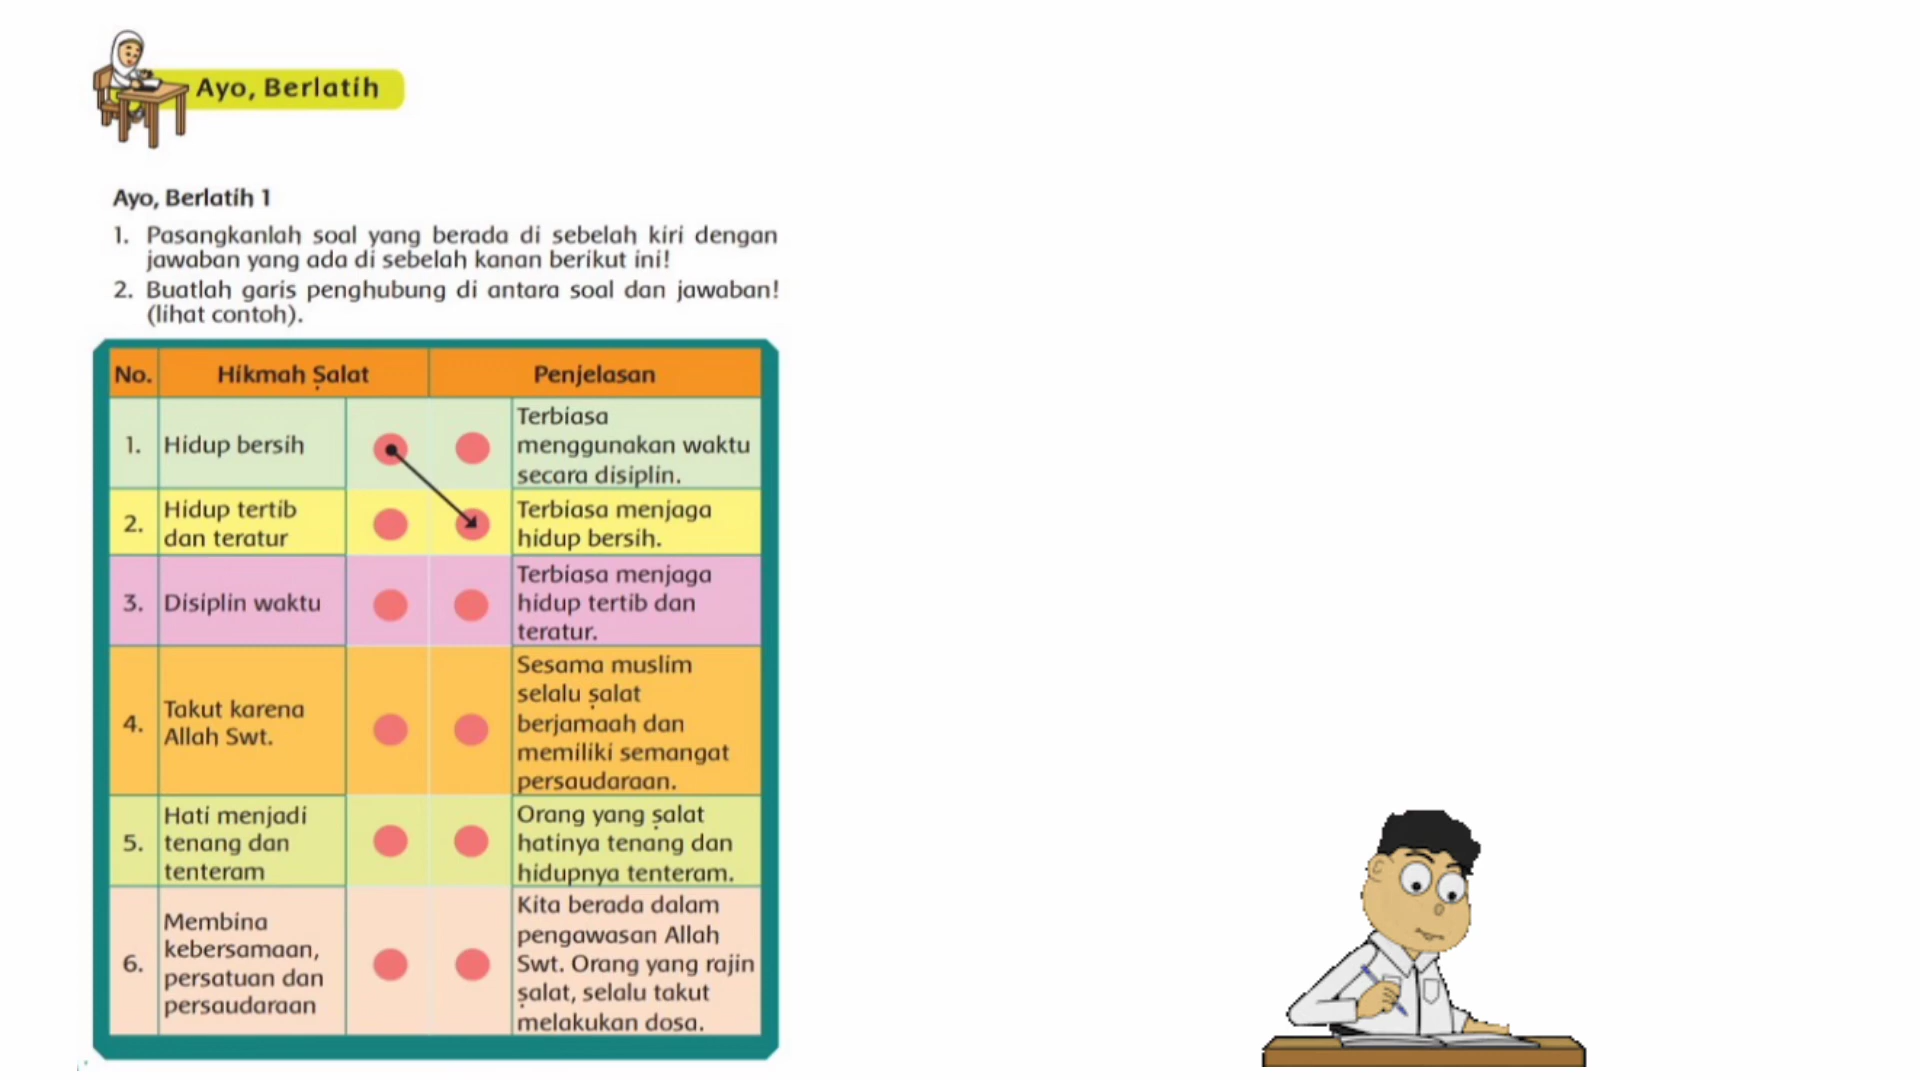 Ayo, Berlatih
Ayo, Berlatih 1
1. Pasangkanlah soal yang berada di sebelah kiri dengan
jawaban yang ada di sebelah kanan berikut ini!
2. Buatlah garis penghubung di antara soal dan jawaban!
(lihat contoh).
No. Hikmah Ṣalat Penjelasan
1. Hidup bersih
Terbiasa
menggunakan waktu
secara disiplin.
2. Hidup tertib
dan teratur
Terbiasa menjaga
hidup bersih.
3. Disiplin waktu
Terbiasa menjaga
hidup tertib dan
teratur.
4. Takut karena
Allah Swt.
Sesama muslim
selalu ṣalat
berjamaah dan
memiliki semangat
persaudaraan.
5. Hati menjadi
tenang dan
tenteram
Orang yang ṣalat
hatinya tenang dan
hidupnya tenteram.
6. Membina
kebersamaan,
persatuan dan
persaudaraan
Kita berada dalam
pengawasan Allah
Swt. Orang yang rajin
ṣalat, selalu takut
melakukan dosa.